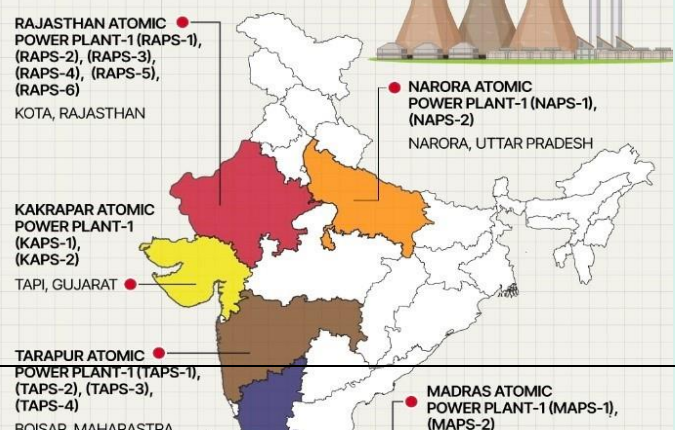 RAJASTHAN ATOMIC
POWER PLANT-1 (RAPS-1),
(RAPS-2), (RAPS-3),
(RAPS-4), (RAPS-5),
(RAPS-6)
KOTA, RAJASTHAN
NARORA ATOMIC
POWER PLANT-1 (NAPS-1),
(NAPS-2)
NARORA, UTTAR PRADESH
KAKRAPAR ATOMIC
POWER PLANT-1
(KAPS-1),
(KAPS-2)
TAPI, GUJARAT
TARAPUR ATOMIC
POWER PLANT-1 (TAPS-1),
(TAPS-2), (TAPS-3),
(TAPS-4)
BOISAR, MAHARASTRA
MADRAS ATOMIC
POWER PLANT-1 (MAPS-1),
(MAPS-2)